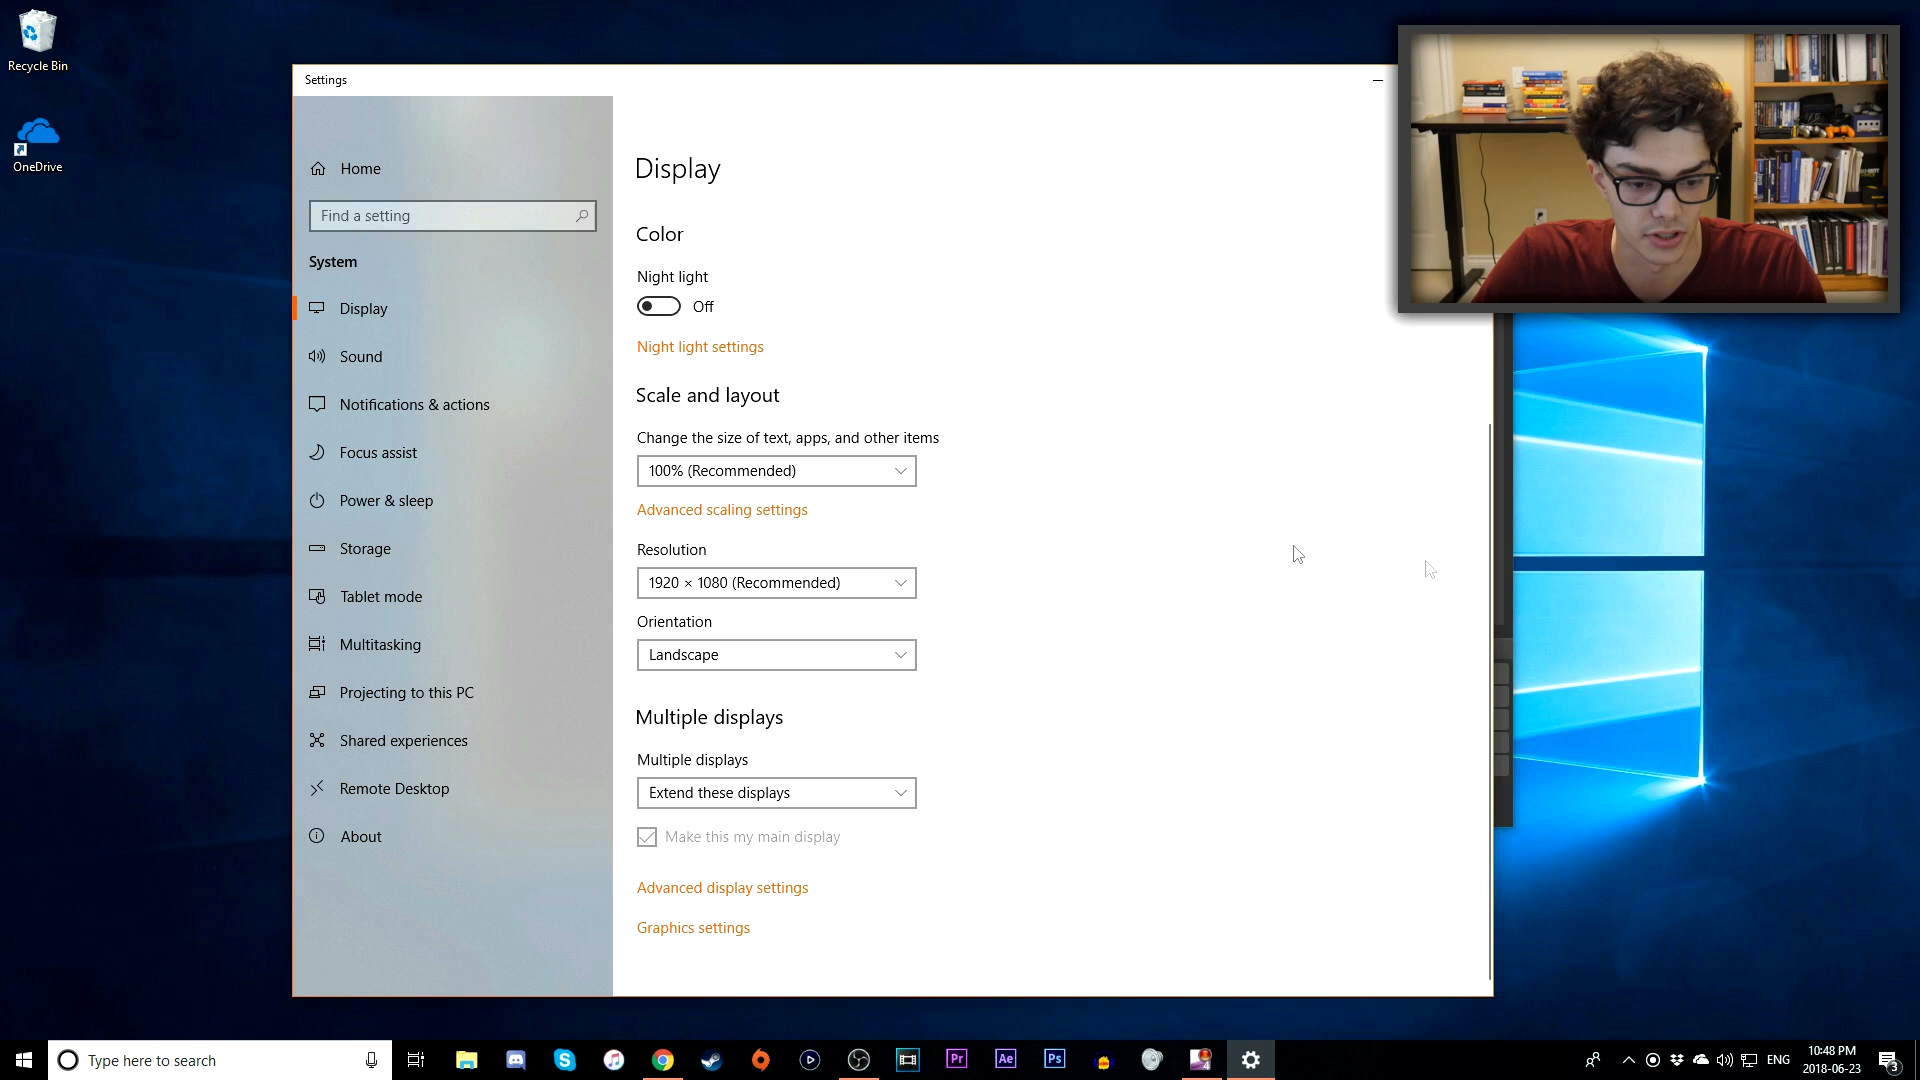 Recycle Bin
OneDrive
Settings
Home
Find a setting
System
Display
Sound
Notifications & actions
Focus assist
Power & sleep
Storage
Tablet mode
Multitasking
Projecting to this PC
Shared experiences
Remote Desktop
About
Display
Color
Night light
Off
Night light settings
Scale and layout
Change the size of text, apps, and other items
100% (Recommended)
Advanced scaling settings
Resolution
1920 × 1080 (Recommended)
Orientation
Landscape
Multiple displays
Multiple displays
Extend these displays
Make this my main display
Advanced display settings
Graphics settings
Type here to search
Pr
Ae
Ps
4
ENG
10:48 PM
2018-06-23
3